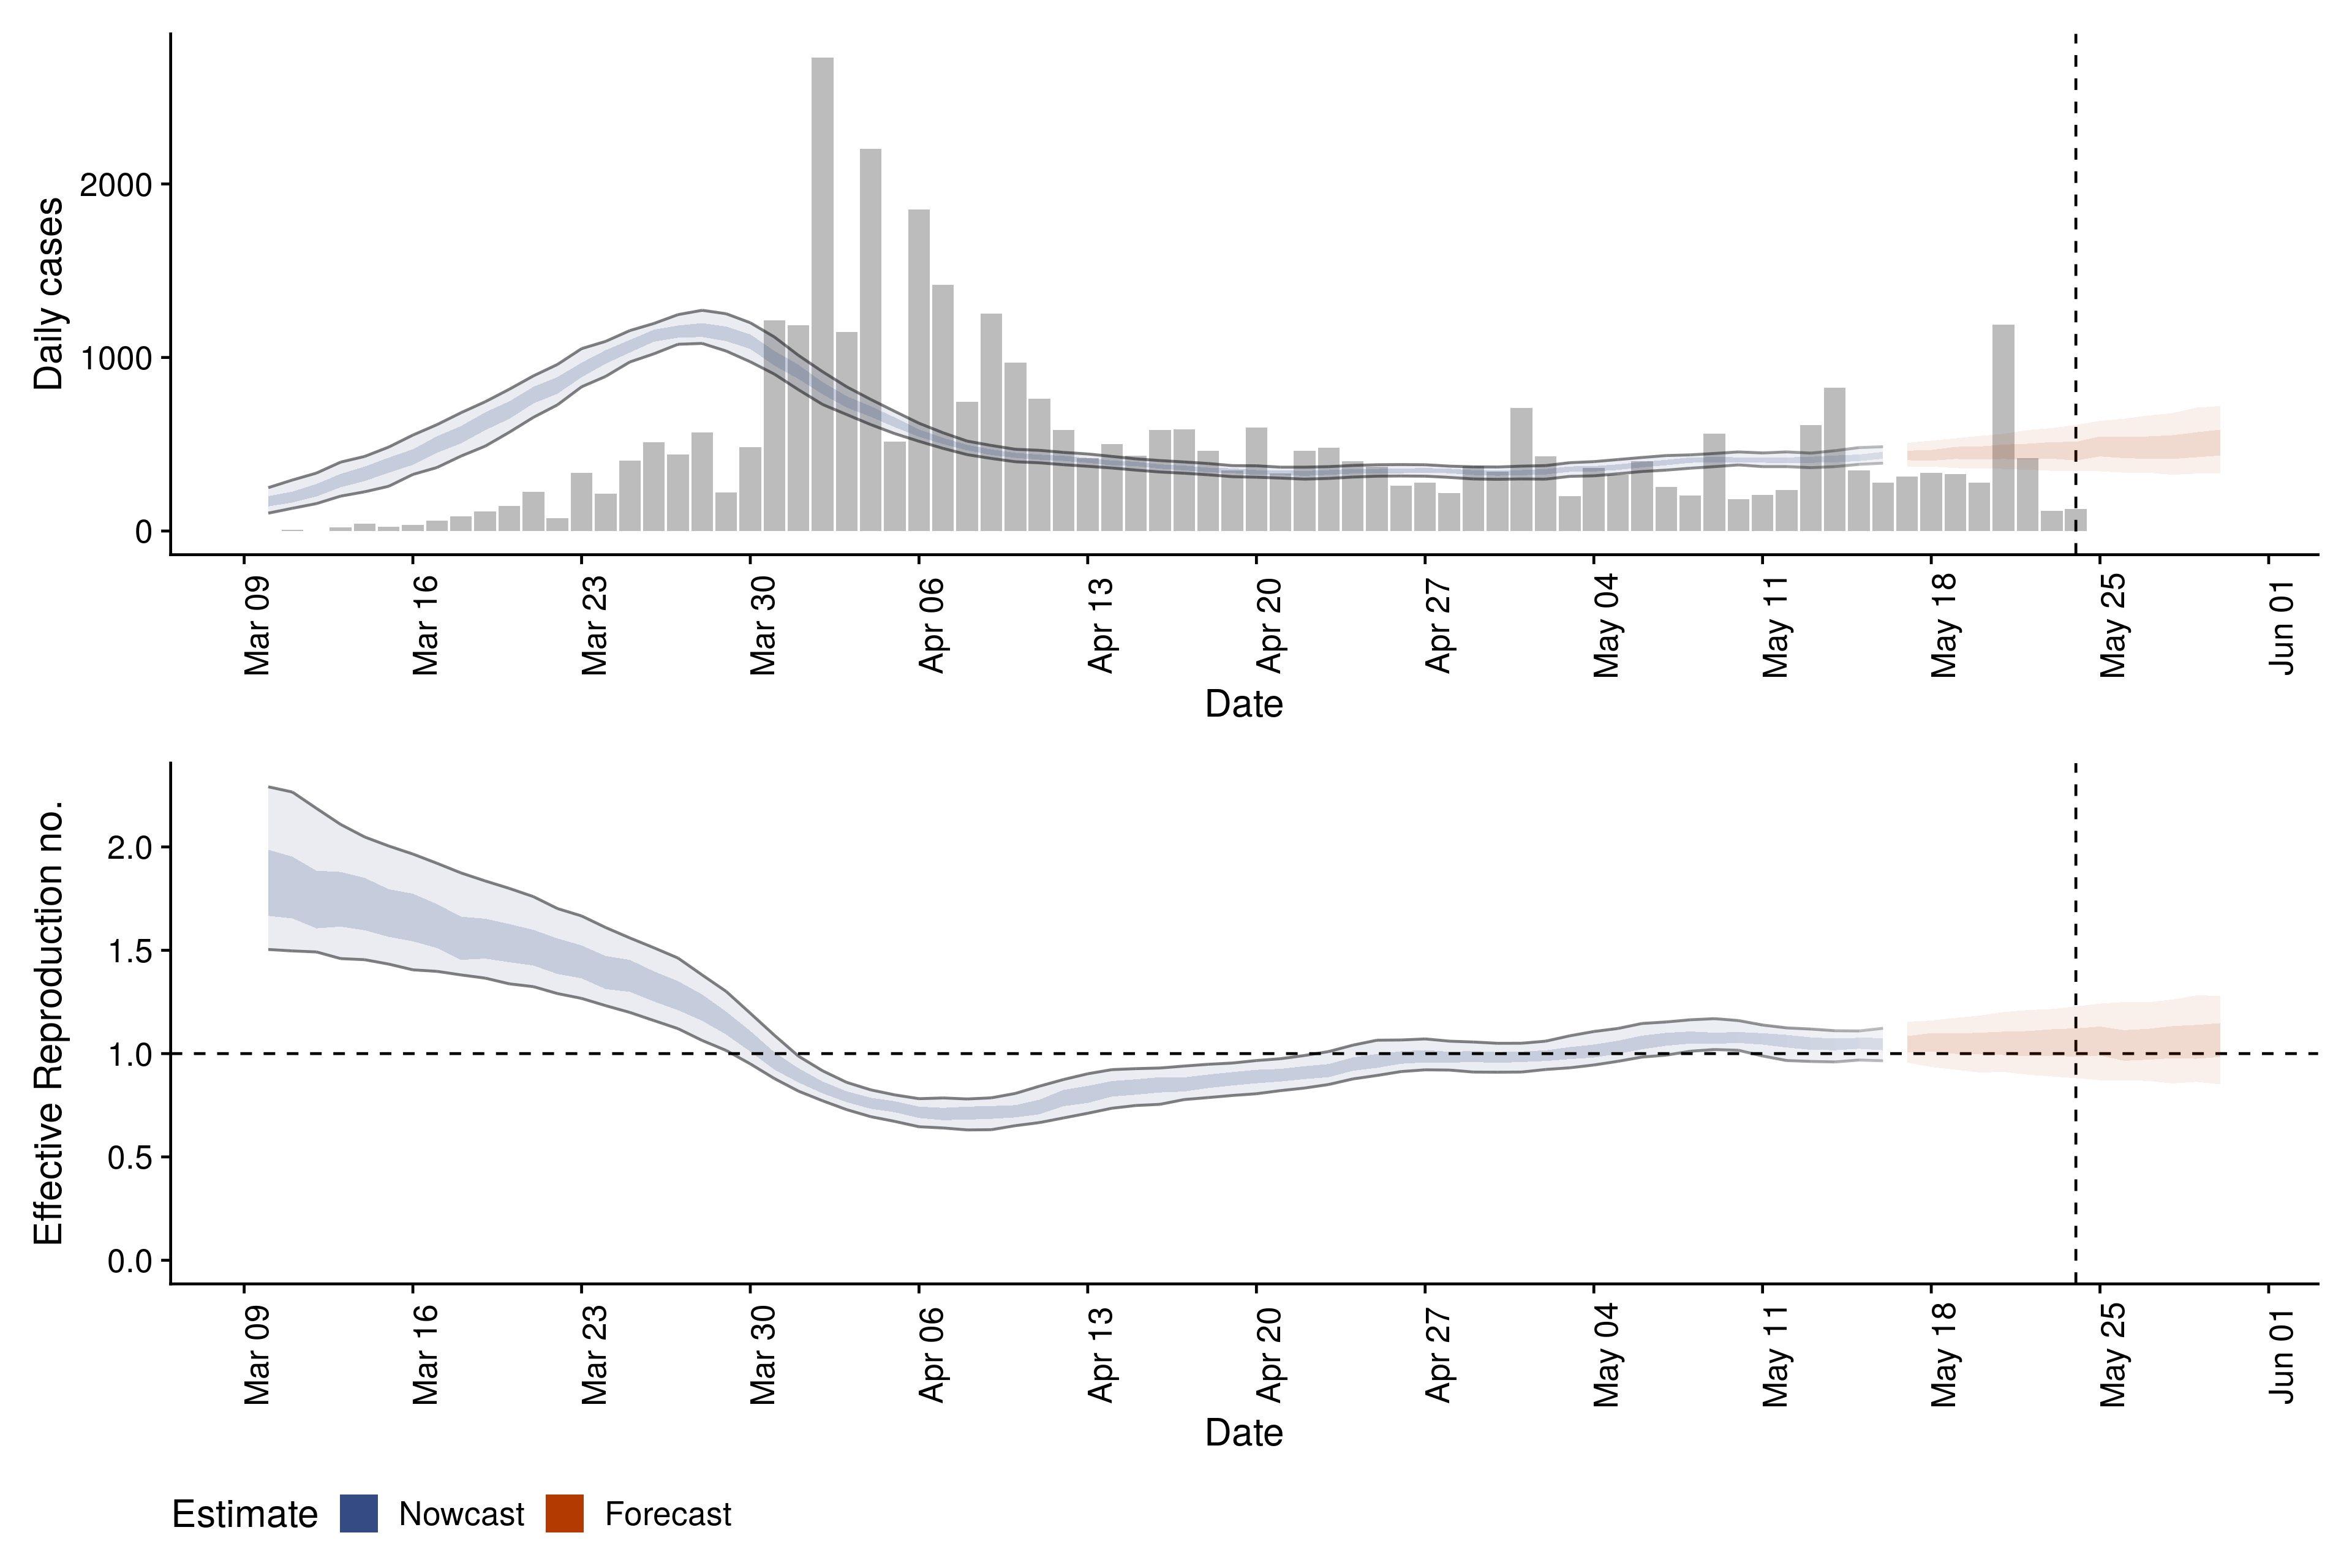 Daily cases
2000
1000
0
Mar 09
Mar 16
Mar 23
Mar 30
Apr 06
Apr 13
Apr 20
Apr 27
May 04
May 11
May 18
May 25
Jun 01
Date
Effective Reproduction no.
2.0
1.5
1.0
0.5
0.0
Mar 09
Mar 16
Mar 23
Mar 30
Apr 06
Apr 13
Apr 20
Apr 27
May 04
May 11
May 18
May 25
Jun 01
Date
Estimate Nowcast Forecast